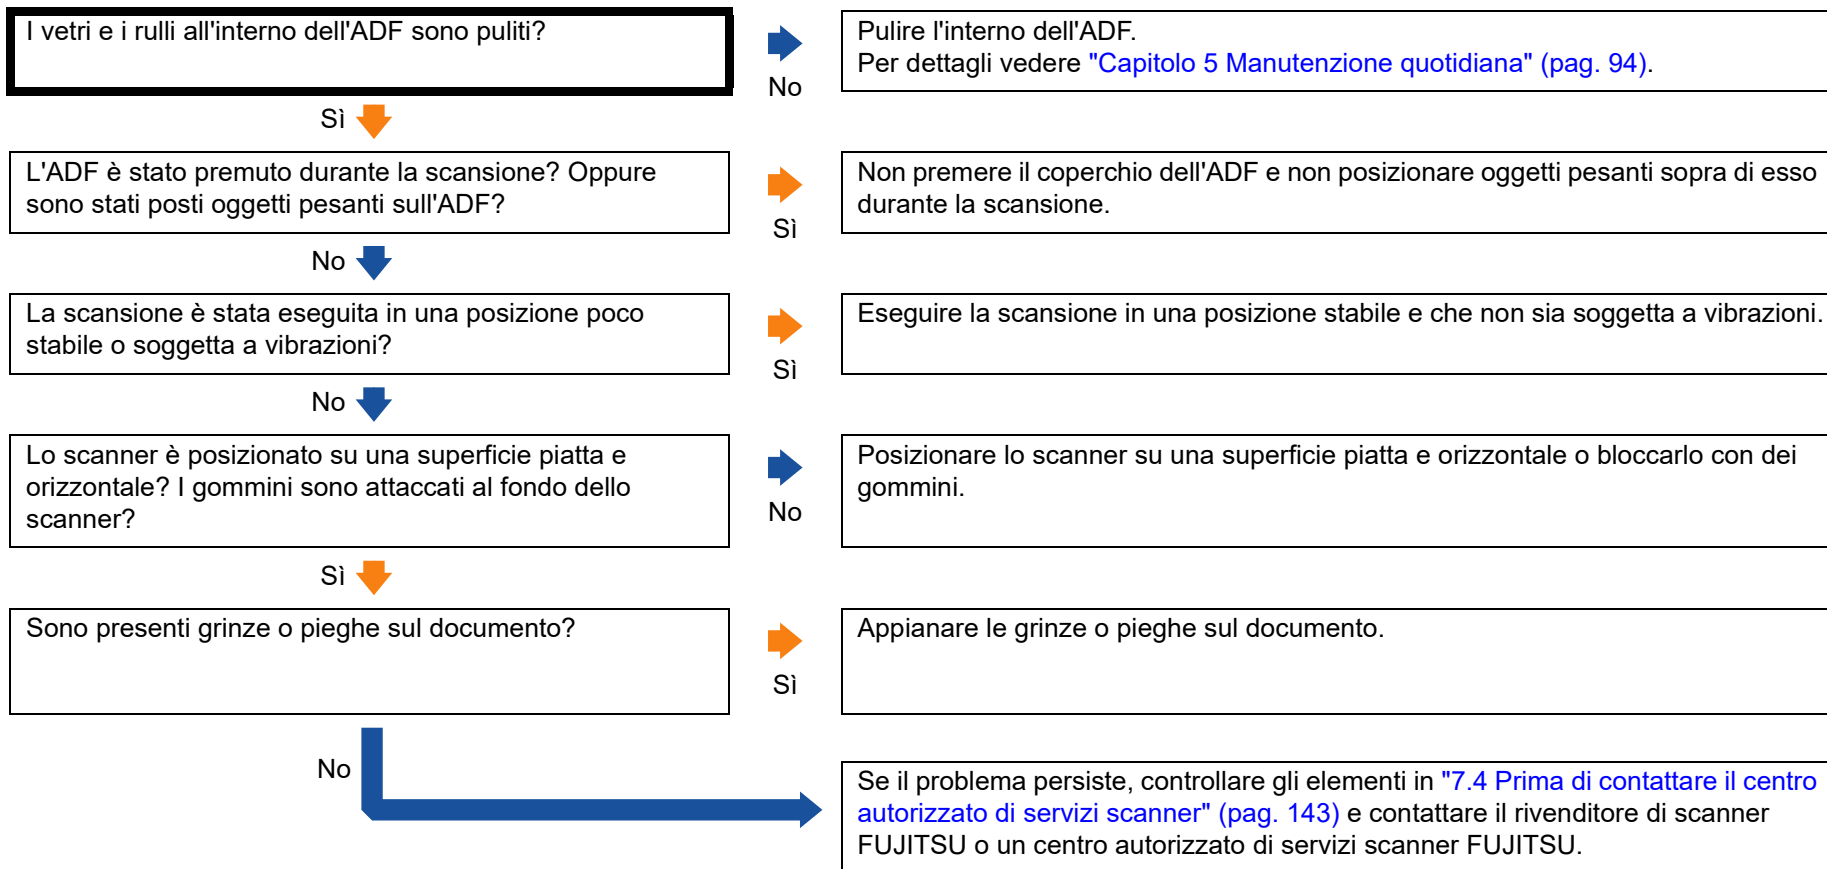 I vetri e i rulli all'interno dell'ADF sono puliti?
No
Pulire l'interno dell'ADF.
Per dettagli vedere "Capitolo 5 Manutenzione quotidiana" (pag. 94).
Sì
L'ADF è stato premuto durante la scansione? Oppure
sono stati posti oggetti pesanti sull'ADF?
Sì
Non premere il coperchio dell'ADF e non posizionare oggetti pesanti sopra di esso
durante la scansione.
No
La scansione è stata eseguita in una posizione poco
stabile o soggetta a vibrazioni?
Sì
Eseguire la scansione in una posizione stabile e che non sia soggetta a vibrazioni.
No
Lo scanner è posizionato su una superficie piatta e
orizzontale? I gommini sono attaccati al fondo dello
scanner?
No
Posizionare lo scanner su una superficie piatta e orizzontale o bloccarlo con dei
gommini.
Sì
Sono presenti grinze o pieghe sul documento?
Sì
Appianare le grinze o pieghe sul documento.
No
Se il problema persiste, controllare gli elementi in "7.4 Prima di contattare il centro
autorizzato di servizi scanner" (pag. 143) e contattare il rivenditore di scanner
FUJITSU o un centro autorizzato di servizi scanner FUJITSU.